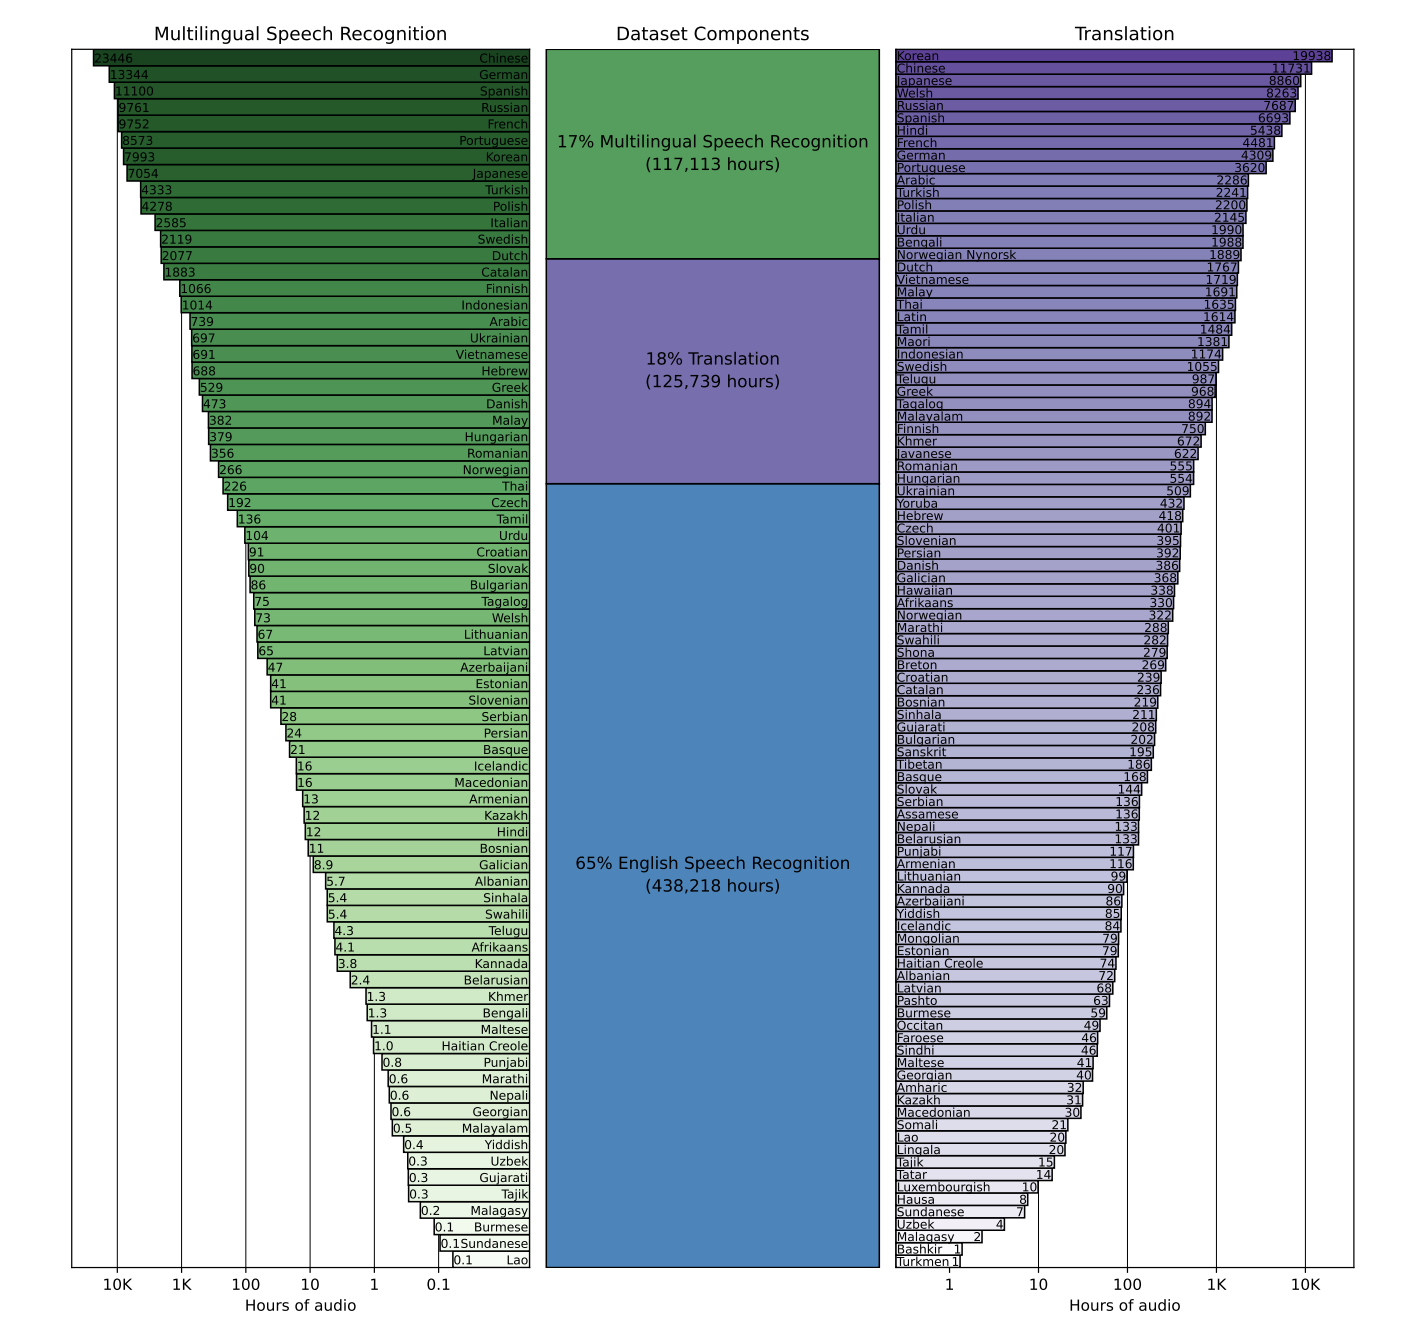 Multilingual Speech Recognition
23446 Chinese
13344 German
11100 Spanish
9761 Russian
9752 French
8573 Portuguese
7993 Korean
7054 Japanese
4333 Turkish
4278 Polish
2585 Italian
2119 Swedish
2077 Dutch
1883 Catalan
1066 Finnish
1014 Indonesian
739 Arabic
697 Ukrainian
691 Vietnamese
688 Hebrew
529 Greek
473 Danish
382 Malay
379 Hungarian
356 Romanian
266 Norwegian
226 Thai
192 Czech
136 Tamil
104 Urdu
91 Croatian
90 Slovak
86 Bulgarian
75 Tagalog
73 Welsh
67 Lithuanian
65 Latvian
47 Azerbaijani
41 Estonian
41 Slovenian
28 Serbian
24 Persian
21 Basque
16 Icelandic
16 Macedonian
13 Armenian
12 Kazakh
12 Hindi
11 Bosnian
8.9 Galician
5.7 Albanian
5.4 Sinhala
5.4 Swahili
4.3 Telugu
4.1 Afrikaans
3.8 Kannada
2.4 Belarusian
1.3 Khmer
1.3 Bengali
1.1 Maltese
1.0 Haitian Creole
0.8 Punjabi
0.6 Marathi
0.6 Nepali
0.6 Georgian
0.5 Malayalam
0.4 Yiddish
0.3 Uzbek
0.3 Gujarati
0.3 Tajik
0.2 Malagasy
0.1 Burmese
0.1 Sundanese
0.1 Lao
10K 1K 100 10 1 0.1
Hours of audio
Dataset Components
17% Multilingual Speech Recognition
(117,113 hours)
18% Translation
(125,739 hours)
65% English Speech Recognition
(438,218 hours)
Translation
Korean 19938
Chinese 11731
Japanese 8860
Welsh 8263
Russian 7687
Spanish 6693
Hindi 5438
French 4481
German 4309
Portuguese 3620
Arabic 2286
Turkish 2241
Polish 2200
Italian 2145
Urdu 1990
Bengali 1988
Norwegian Nynorsk 1889
Dutch 1767
Vietnamese 1719
Malay 1691
Thai 1635
Latin 1614
Tamil 1484
Maori 1381
Indonesian 1174
Swedish 1055
Telugu 987
Greek 968
Tagalog 894
Malayalam 892
Finnish 750
Khmer 672
Javanese 622
Romanian 555
Hungarian 554
Ukrainian 509
Yoruba 432
Hebrew 418
Czech 401
Slovenian 395
Persian 392
Danish 386
Galician 368
Hawaiian 338
Afrikaans 330
Norwegian 322
Marathi 288
Swahili 282
Shona 279
Breton 269
Croatian 239
Catalan 236
Bosnian 219
Sinhala 211
Gujarati 208
Bulgarian 202
Sanskrit 195
Tibetan 186
Basque 168
Slovak 144
Serbian 136
Assamese 136
Nepali 133
Belarusian 133
Punjabi 117
Armenian 116
Lithuanian 99
Kannada 90
Azerbaijani 86
Yiddish 85
Icelandic 84
Mongolian 79
Estonian 79
Haitian Creole 74
Albanian 72
Latvian 68
Pashto 63
Burmese 59
Occitan 49
Faroese 46
Sindhi 46
Maltese 41
Georgian 40
Amharic 32
Kazakh 31
Macedonian 30
Somali 21
Lao 20
Lingala 20
Tajik 15
Tatar 14
Luxembourgish 10
Hausa 8
Sundanese 7
Uzbek 4
Malagasy 2
Bashkir 1
Turkmen 1
1 10 100 1K 10K
Hours of audio